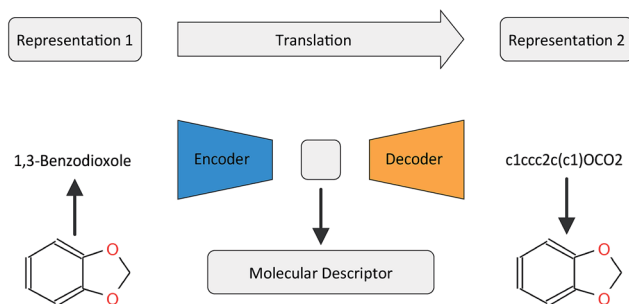 Representation 1
Translation
Representation 2
1,3-Benzodioxole
Encoder
Decoder
c1ccc2c(c1)OCO2
O
O
Molecular Descriptor
O
O